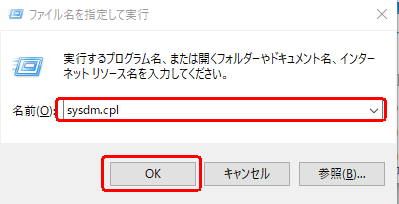 ファイル名を指定して実行
実行するプログラム名、または開くフォルダーやドキュメント名、インター
ネット リソース名を入力してください。
名前(O): sysdm.cpl
OK キャンセル 参照(B)...